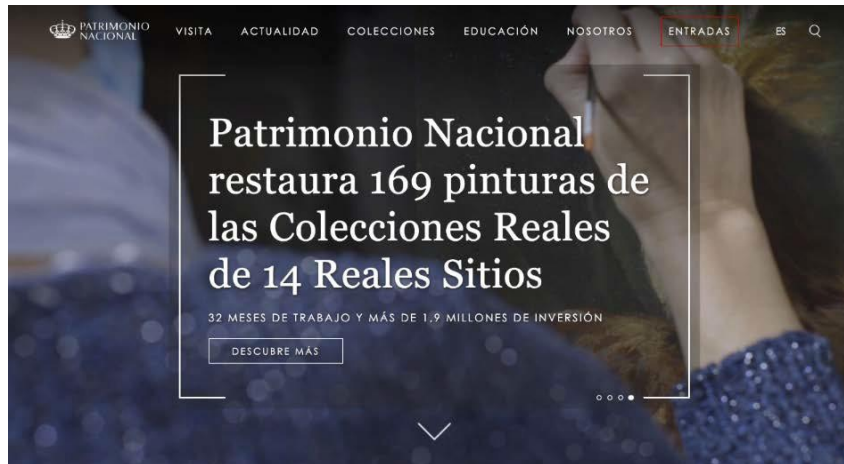 PATRIMONIO
NACIONAL
VISITA ACTUALIDAD COLECCIONES EDUCACIÓN NOSOTROS ENTRADAS ES
Patrimonio Nacional
restaura 169 pinturas de
las Colecciones Reales
de 14 Reales Sitios
32 MESES DE TRABAJO Y MÁS DE 1,9 MILLONES DE INVERSIÓN
DESCUBRE MÁS